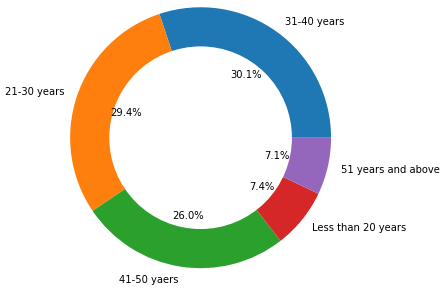 31-40 years
30.1%
21-30 years
29.4%
7.1%
51 years and above
7.4%
26.0%
Less than 20 years
41-50 yaers